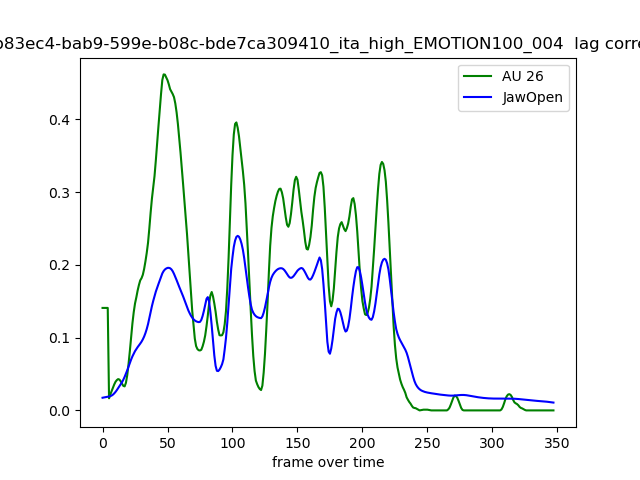 b83ec4-bab9-599e-b08c-bde7ca309410_ita_high_EMOTION100_004  lag corre
AU 26
JawOpen
0.4
0.3
0.2
0.1
0.0
0 50 100 150 200 250 300 350
frame over time